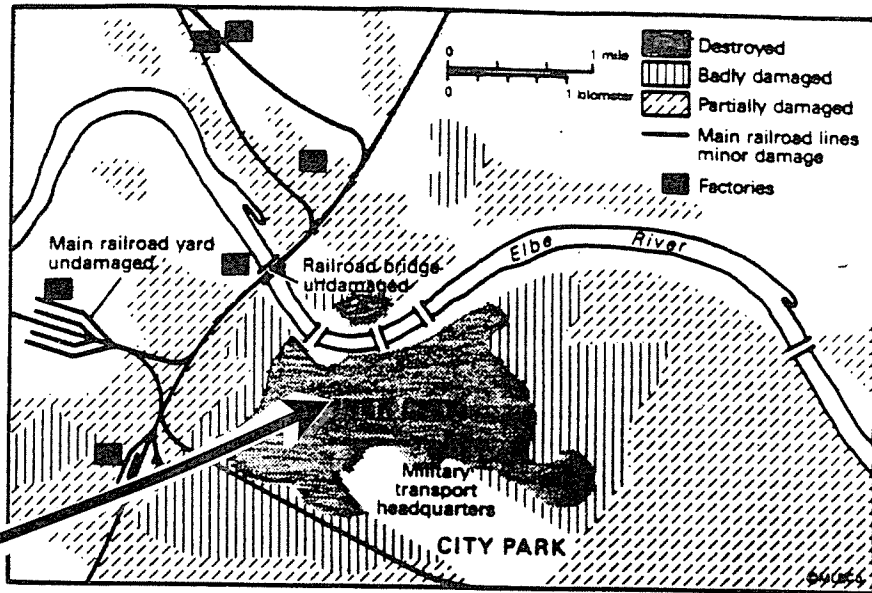 0
1 mile
0
1 kilometer
Destroyed
Badly damaged
Partially damaged
Main railroad lines
minor damage
Factories
Elbe River
Main railroad yard
undamaged
Railroad bridge
undamaged
Military
transport
headquarters
CITY PARK